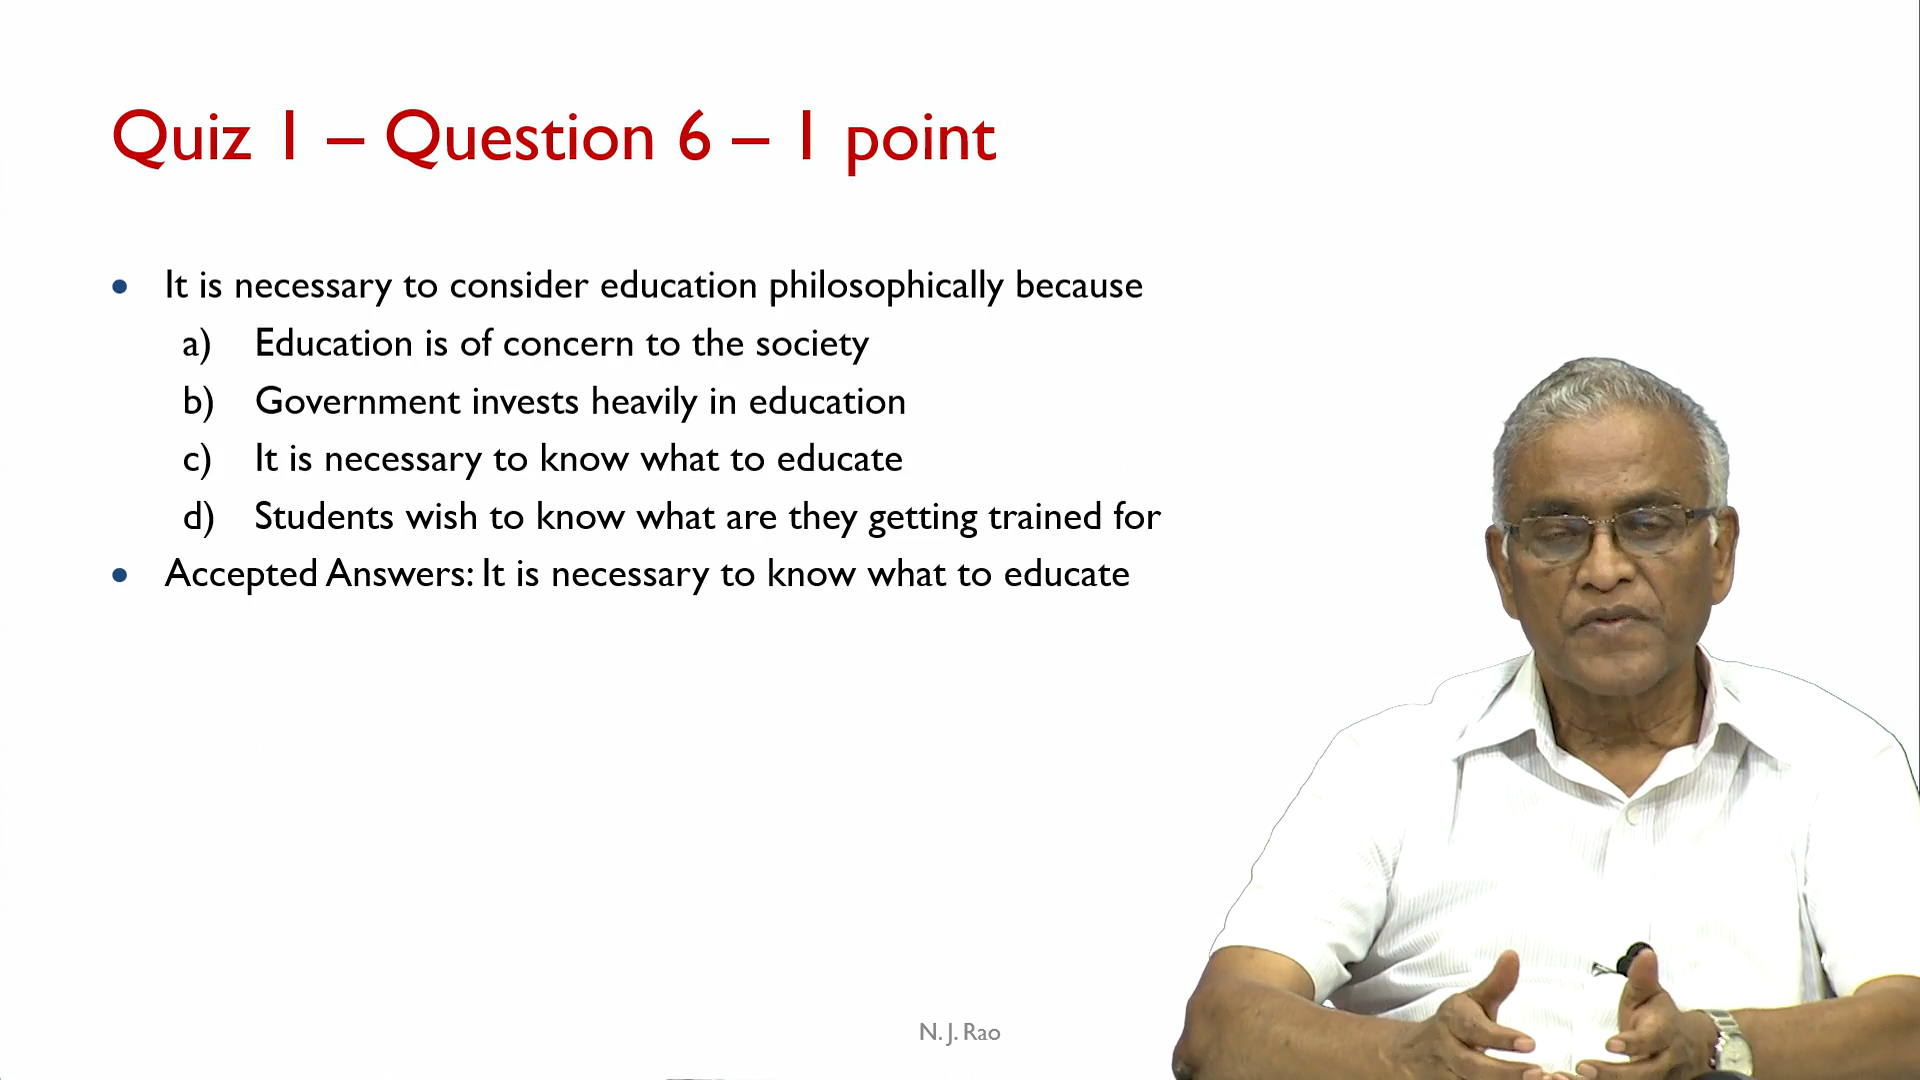 Quiz 1 – Question 6 – 1 point
• It is necessary to consider education philosophically because
a) Education is of concern to the society
b) Government invests heavily in education
c) It is necessary to know what to educate
d) Students wish to know what are they getting trained for
• Accepted Answers: It is necessary to know what to educate
N. J. Rao